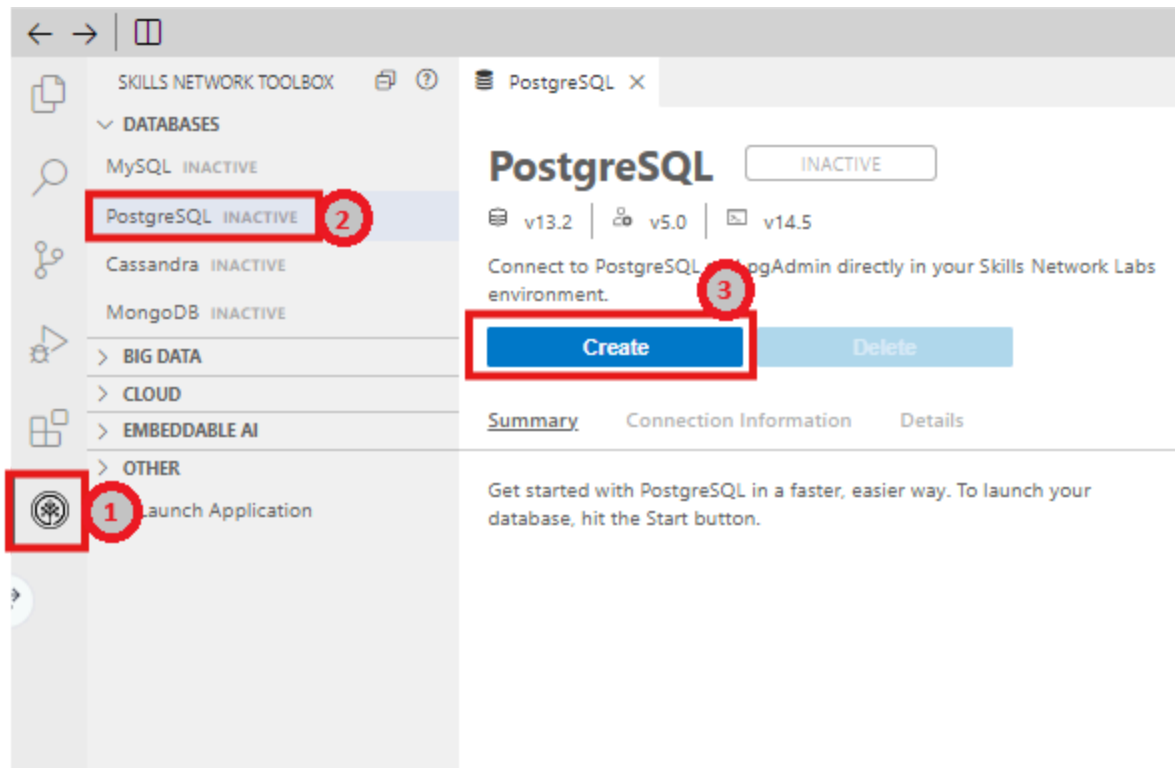 SKILLS NETWORK TOOLBOX
PostgreSQL
DATABASES
MySQL INACTIVE
PostgreSQL INACTIVE
2
Cassandra INACTIVE
MongoDB INACTIVE
BIG DATA
CLOUD
EMBEDDABLE AI
OTHER
1
Launch Application
PostgreSQL INACTIVE
v13.2 v5.0 v14.5
Connect to PostgreSQL pgAdmin directly in your Skills Network Labs
environment.
3
Create Delete
Summary Connection Information Details
Get started with PostgreSQL in a faster, easier way. To launch your
database, hit the Start button.